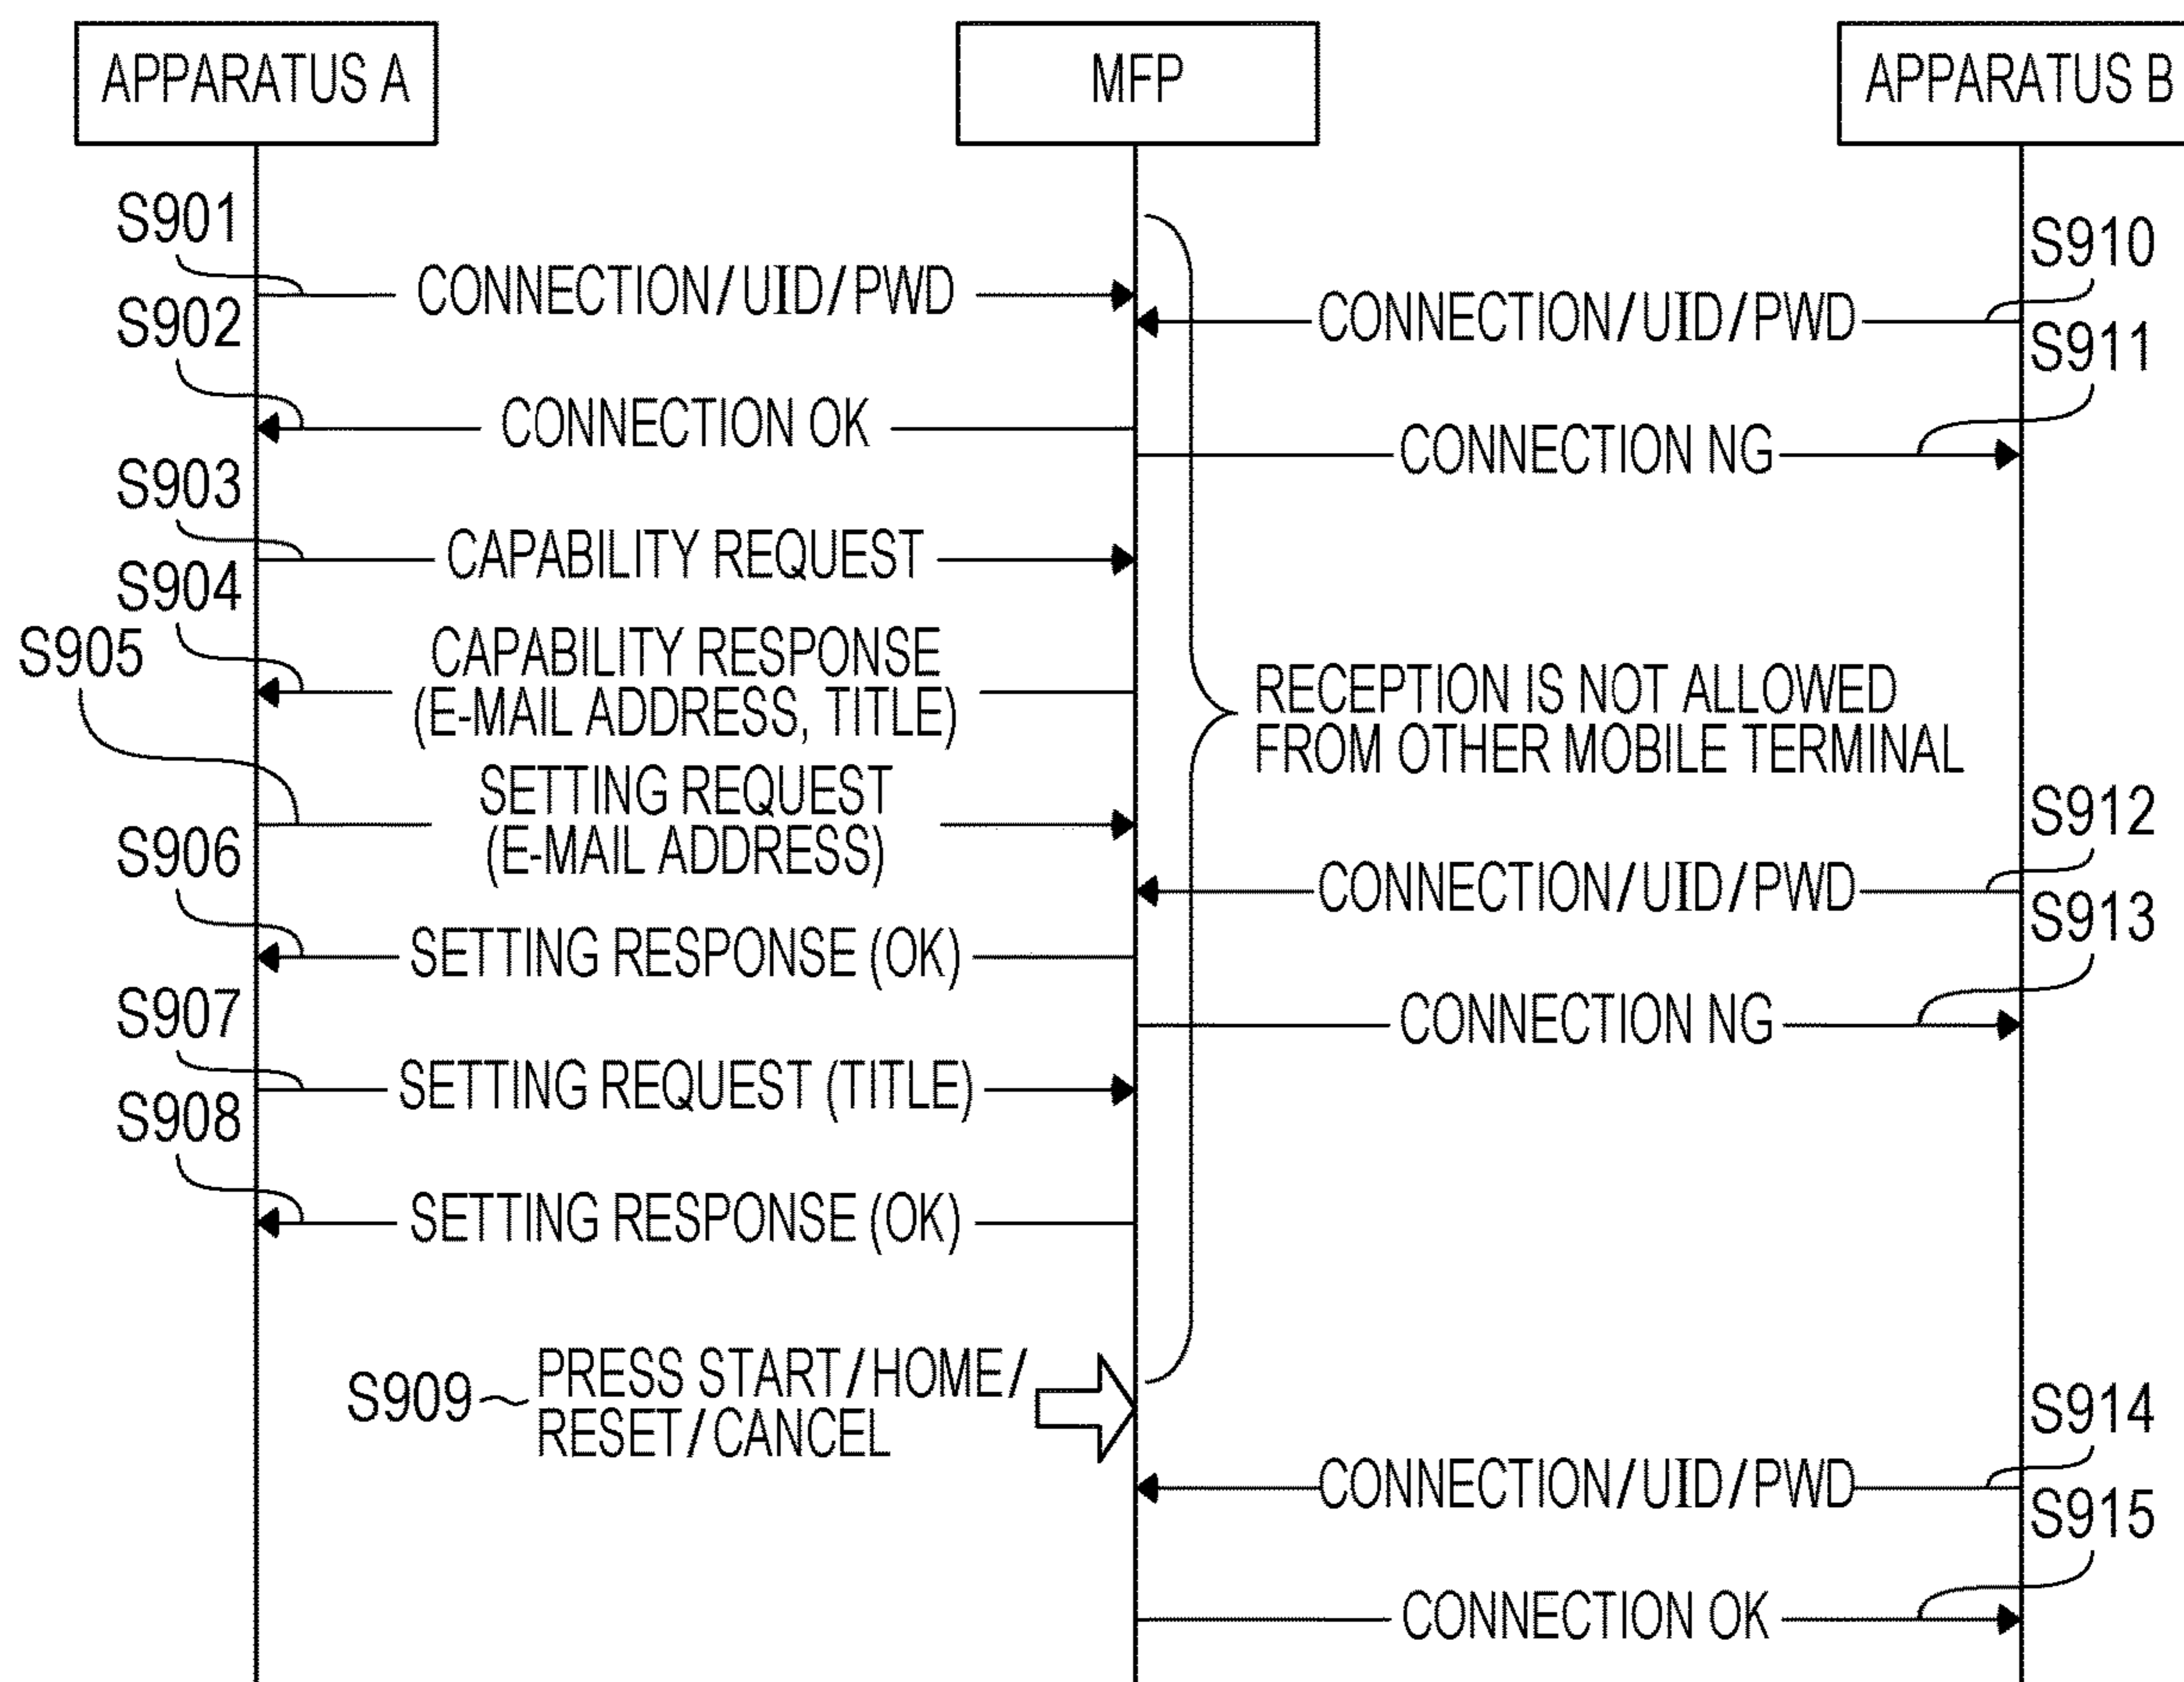 APPARATUS A
MFP
APPARATUS B
S901
CONNECTION/UID/PWD
S910
CONNECTION/UID/PWD
S902
CONNECTION OK
S911
CONNECTION NG
S903
CAPABILITY REQUEST
S904
CAPABILITY RESPONSE
(E-MAIL ADDRESS, TITLE)
RECEPTION IS NOT ALLOWED
FROM OTHER MOBILE TERMINAL
S905
SETTING REQUEST
(E-MAIL ADDRESS)
S912
CONNECTION/UID/PWD
S906
SETTING RESPONSE (OK)
S913
CONNECTION NG
S907
SETTING REQUEST (TITLE)
S908
SETTING RESPONSE (OK)
S909
PRESS START/HOME/
RESET/CANCEL
S914
CONNECTION/UID/PWD
S915
CONNECTION OK